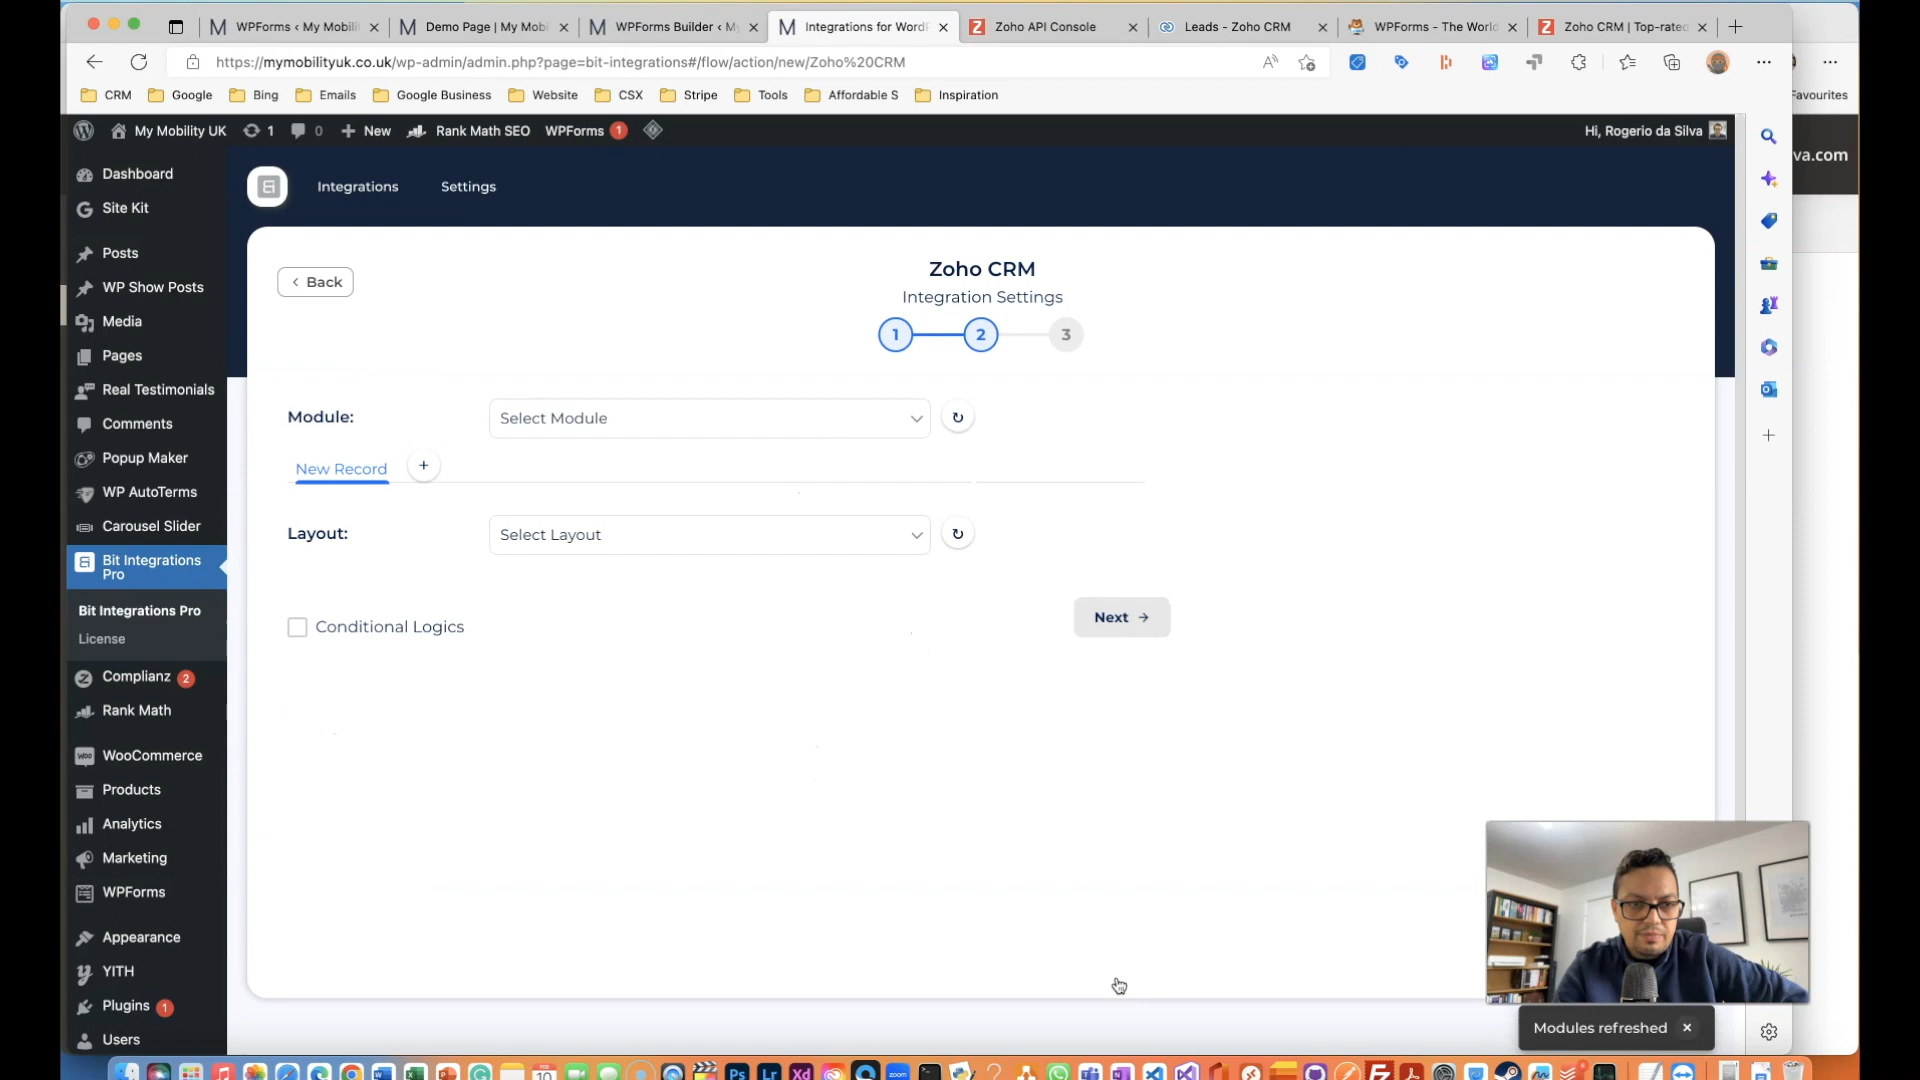 WPForms < My Mobili
Demo Page | My Mobi
WPForms Builder < My
Integrations for WordP
Zoho API Console
Leads - Zoho CRM
WPForms - The World
Zoho CRM | Top-rated
https://mymobilityuk.co.uk/wp-admin/admin.php?page=bit-integrations#/flow/action/new/Zoho%20CRM
CRM
Google
Bing
Emails
Google Business
Website
CSX
Stripe
Tools
Affordable S
Inspiration
Favourites
My Mobility UK
1
0
New
Rank Math SEO
WPForms 1
Hi, Rogerio da Silva
va.com
Dashboard
Site Kit
Posts
WP Show Posts
Media
Pages
Real Testimonials
Comments
Popup Maker
WP AutoTerms
Carousel Slider
Bit Integrations
Pro
Bit Integrations Pro
License
Complianz 2
Rank Math
WooCommerce
Products
Analytics
Marketing
WPForms
Appearance
YITH
Plugins 1
Users
Integrations
Settings
< Back
Zoho CRM
Integration Settings
1
2
3
Module:
Select Module
New Record
+
Layout:
Select Layout
Conditional Logics
Next →
Modules refreshed ×